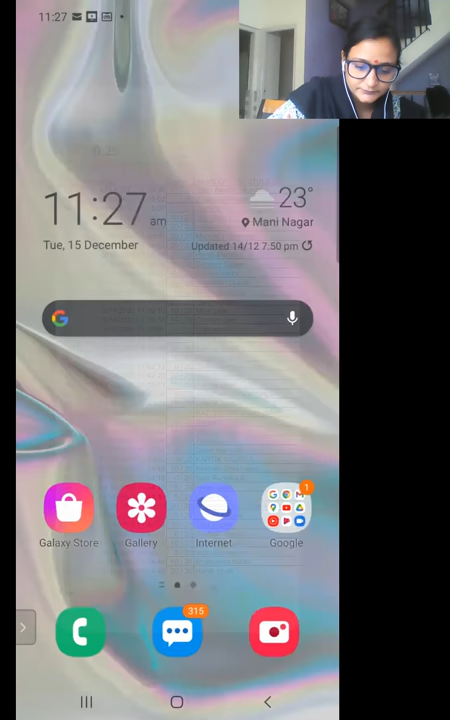 11:27
11:27 am
23°
Mani Nagar
Tue, 15 December
Updated 14/12 7:50 pm
1
Galaxy Store
Gallery
Internet
Google
315